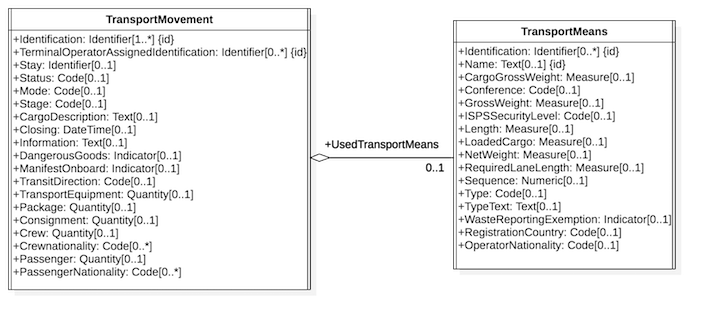 TransportMovement
+Identification: Identifier[1..*] {id}
+TerminalOperatorAssignedIdentification: Identifier[0..*] {id}
+Stay: Identifier[0..1]
+Status: Code[0..1]
+Mode: Code[0..1]
+Stage: Code[0..1]
+CargoDescription: Text[0..1]
+Closing: DateTime[0..1]
+Information: Text[0..1]
+DangerousGoods: Indicator[0..1]
+ManifestOnboard: Indicator[0..1]
+TransitDirection: Code[0..1]
+TransportEquipment: Quantity[0..1]
+Package: Quantity[0..1]
+Consignment: Quantity[0..1]
+Crew: Quantity[0..1]
+Crewnationality: Code[0..*]
+Passenger: Quantity[0..1]
+PassengerNationality: Code[0..*]
+UsedTransportMeans
0..1
TransportMeans
+Identification: Identifier[0..*] {id}
+Name: Text[0..1] {id}
+CargoGrossWeight: Measure[0..1]
+Conference: Code[0..1]
+GrossWeight: Measure[0..1]
+ISPSSecurityLevel: Code[0..1]
+Length: Measure[0..1]
+LoadedCargo: Measure[0..1]
+NetWeight: Measure[0..1]
+RequiredLaneLength: Measure[0..1]
+Sequence: Numeric[0..1]
+Type: Code[0..1]
+TypeText: Text[0..1]
+WasteReportingExemption: Indicator[0..1]
+RegistrationCountry: Code[0..1]
+OperatorNationality: Code[0..1]